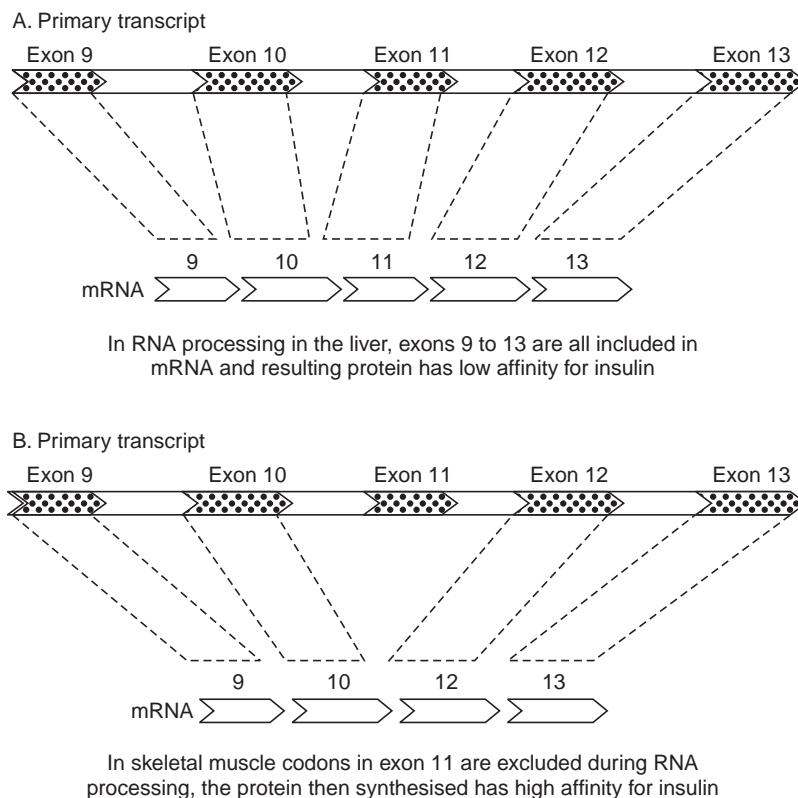 A. Primary transcript
Exon 9 Exon 10 Exon 11 Exon 12 Exon 13
9 10 11 12 13
mRNA
In RNA processing in the liver, exons 9 to 13 are all included in
mRNA and resulting protein has low affinity for insulin
B. Primary transcript
Exon 9 Exon 10 Exon 11 Exon 12 Exon 13
9 10 12 13
mRNA
In skeletal muscle codons in exon 11 are excluded during RNA
processing, the protein then synthesised has high affinity for insulin